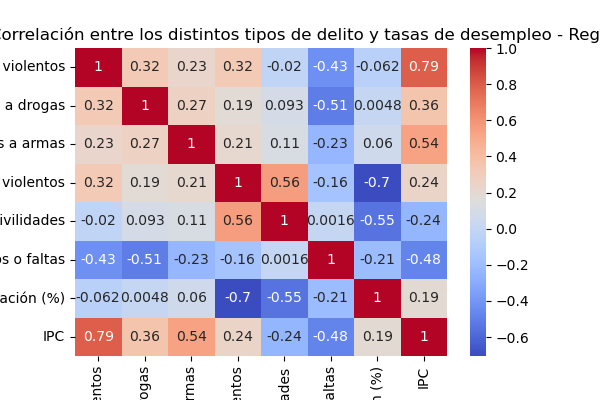 Correlación entre los distintos tipos de delito y tasas de desempleo - Reg
violentos 1 0.32 0.23 0.32 -0.02 -0.43 -0.062 0.79
a drogas 0.32 1 0.27 0.19 0.093 -0.51 0.0048 0.36
s a armas 0.23 0.27 1 0.21 0.11 -0.23 0.06 0.54
violentos 0.32 0.19 0.21 1 0.56 -0.16 -0.7 0.24
ivilidades -0.02 0.093 0.11 0.56 1 0.0016 -0.55 -0.24
os o faltas -0.43 -0.51 -0.23 -0.16 0.0016 1 -0.21 -0.48
ación (%) -0.062 0.0048 0.06 -0.7 -0.55 -0.21 1 0.19
IPC 0.79 0.36 0.54 0.24 -0.24 -0.48 0.19 1
entos
rogas
rmas
entos
ades
altas
n (%)
IPC
1.0
0.8
0.6
0.4
0.2
0.0
−0.2
−0.4
−0.6